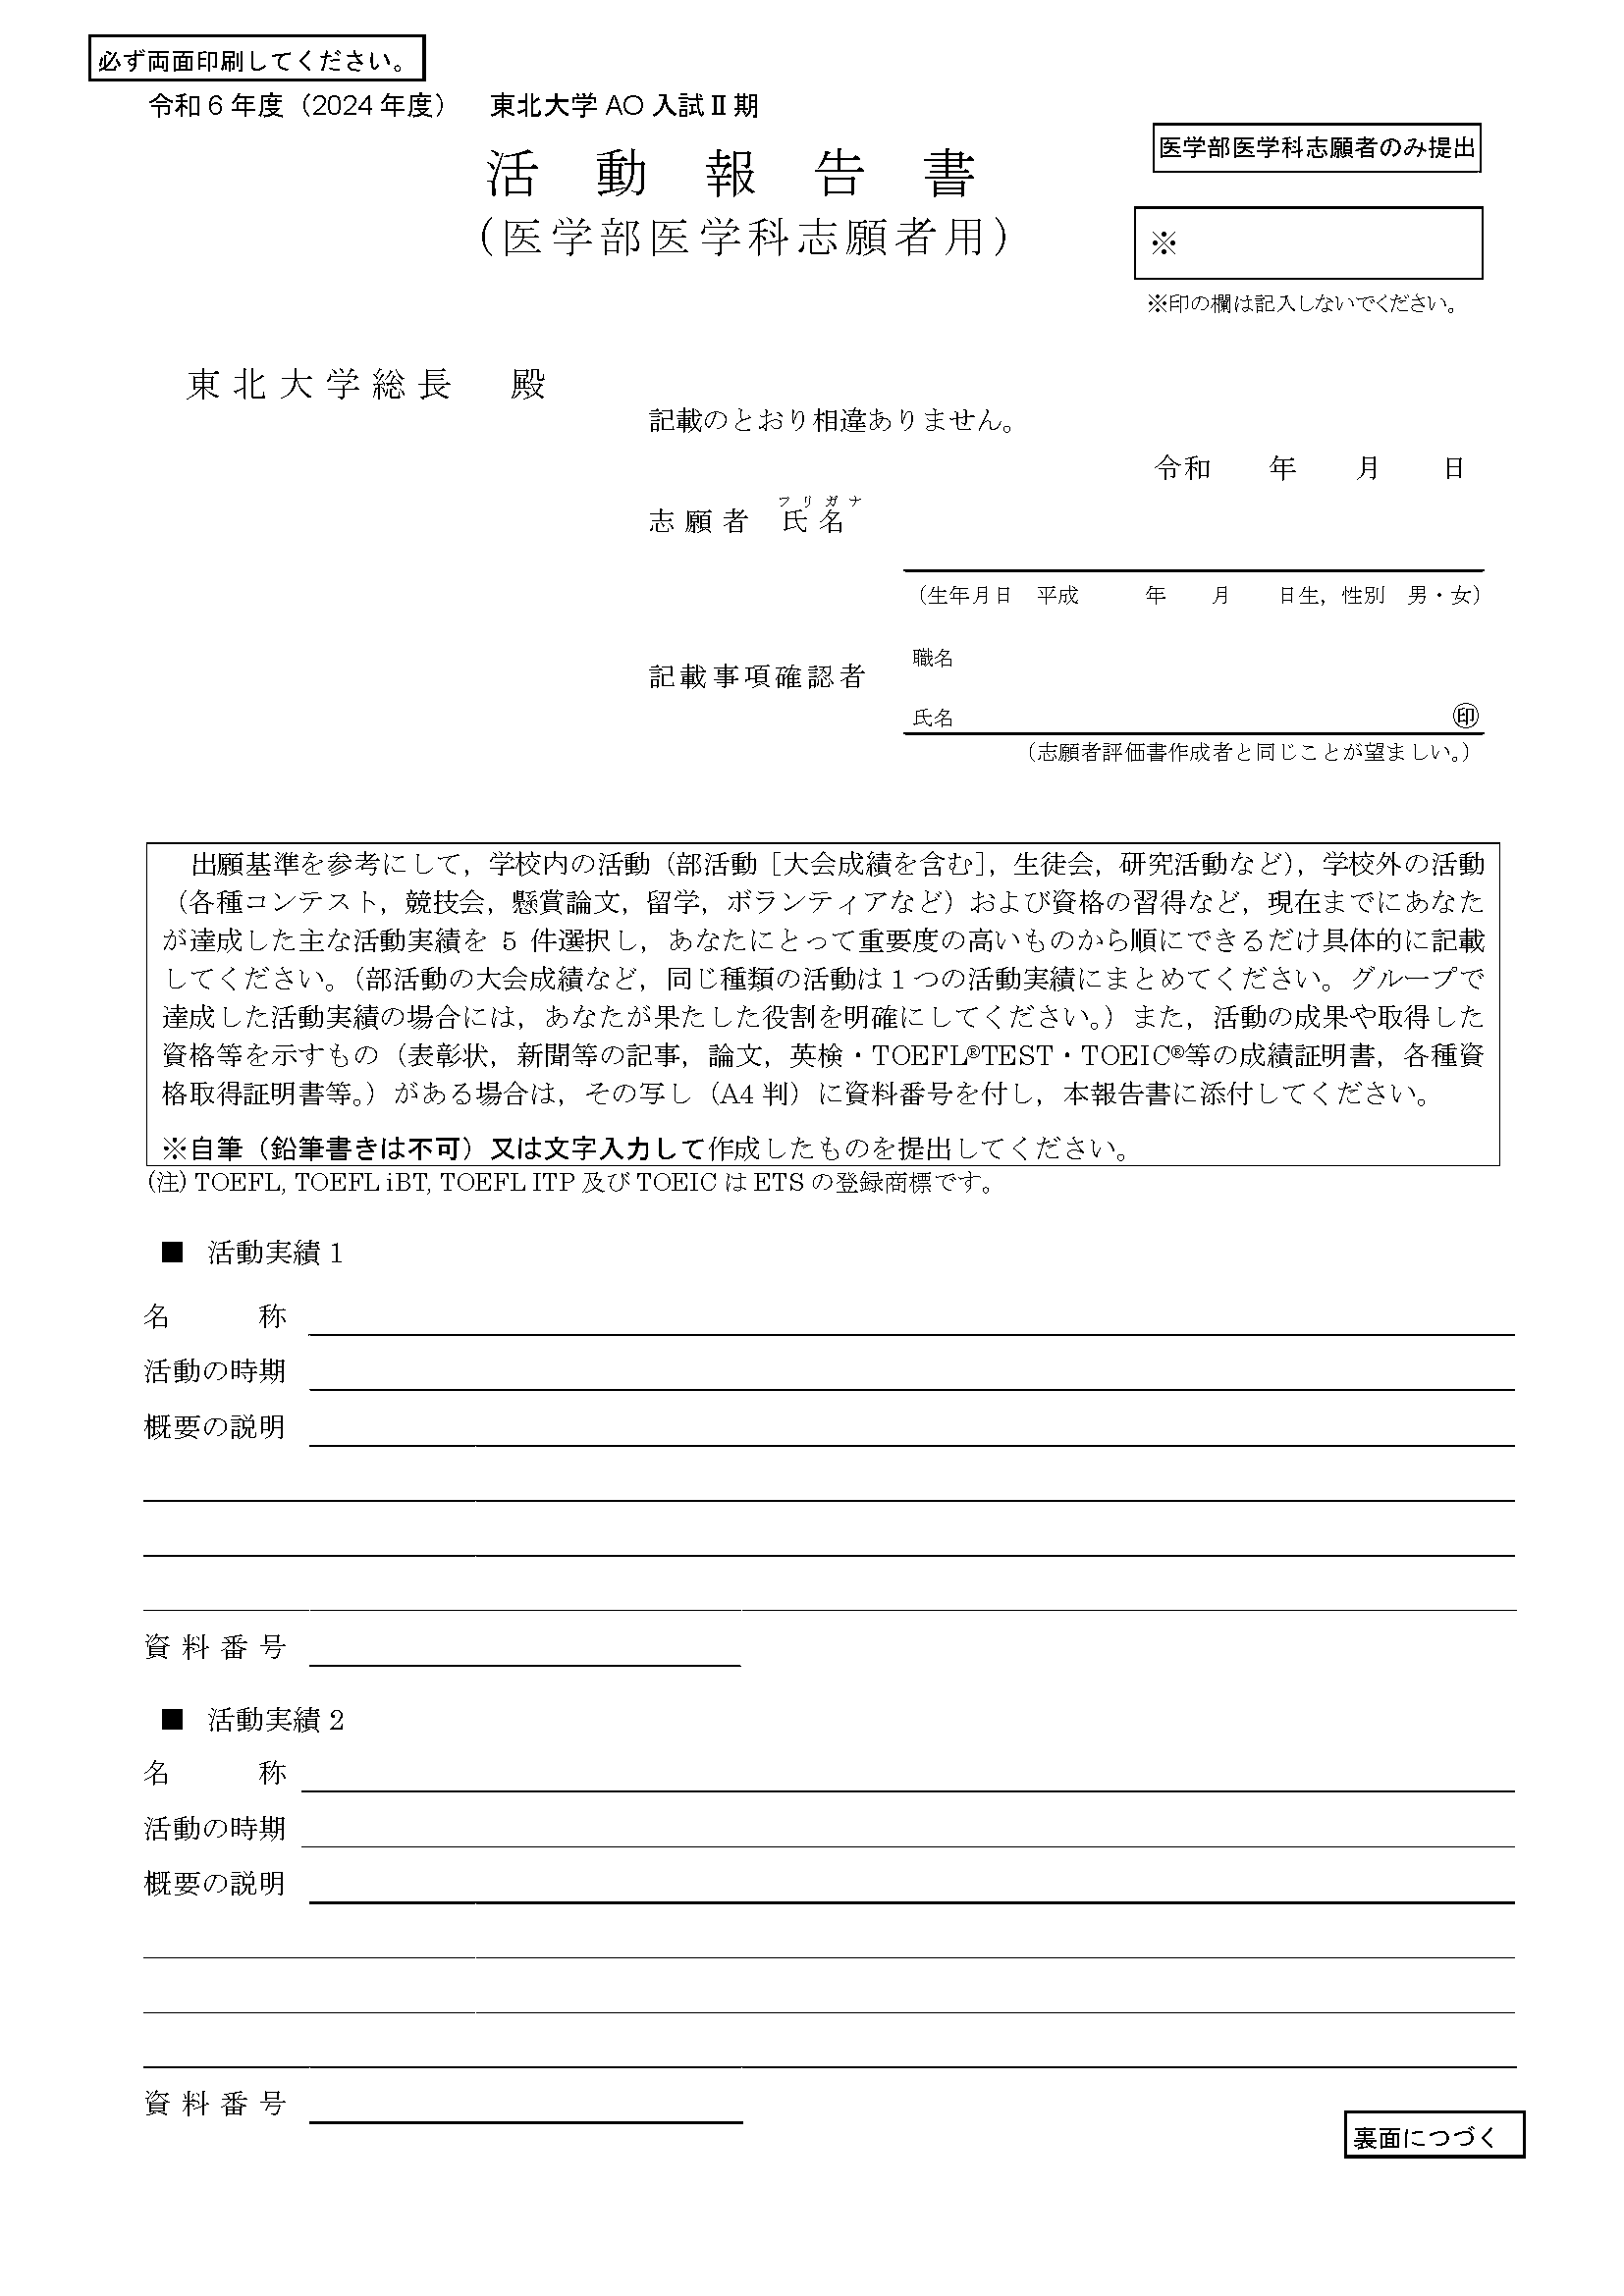 必ず両面印刷してください。
令和６年度（2024年度）　東北大学AO入試Ⅱ期
医学部医学科志願者のみ提出
活動報告書
（医学部医学科志願者用）
※
※印の欄は記入しないでください。
東北大学総長　殿
記載のとおり相違ありません。
令和　　年　　月　　日
フリガナ
志願者　氏名
（生年月日　平成　　　年　　月　　日生，性別　男・女）
職名
記載事項確認者
氏名　㊞
（志願者評価書作成者と同じことが望ましい。）
出願基準を参考にして，学校内の活動（部活動［大会成績を含む］，生徒会，研究活動など），学校外の活動
（各種コンテスト，競技会，懸賞論文，留学，ボランティアなど）および資格の習得など，現在までにあなた
が達成した主な活動実績を 5 件選択し，あなたにとって重要度の高いものから順にできるだけ具体的に記載
してください。（部活動の大会成績など，同じ種類の活動は 1 つの活動実績にまとめてください。グループで
達成した活動実績の場合には，あなたが果たした役割を明確にしてください。）また，活動の成果や取得した
資格等を示すもの（表彰状，新聞等の記事，論文，英検・TOEFL®TEST・TOEIC®等の成績証明書，各種資
格取得証明書等。）がある場合は，その写し（A4 判）に資料番号を付し，本報告書に添付してください。
※自筆（鉛筆書きは不可）又は文字入力して作成したものを提出してください。
(注) TOEFL, TOEFL iBT, TOEFL ITP 及び TOEIC は ETS の登録商標です。
■　活動実績 1
名　　　称
活動の時期
概要の説明
資料番号
■　活動実績 2
名　　　称
活動の時期
概要の説明
資料番号
裏面につづく